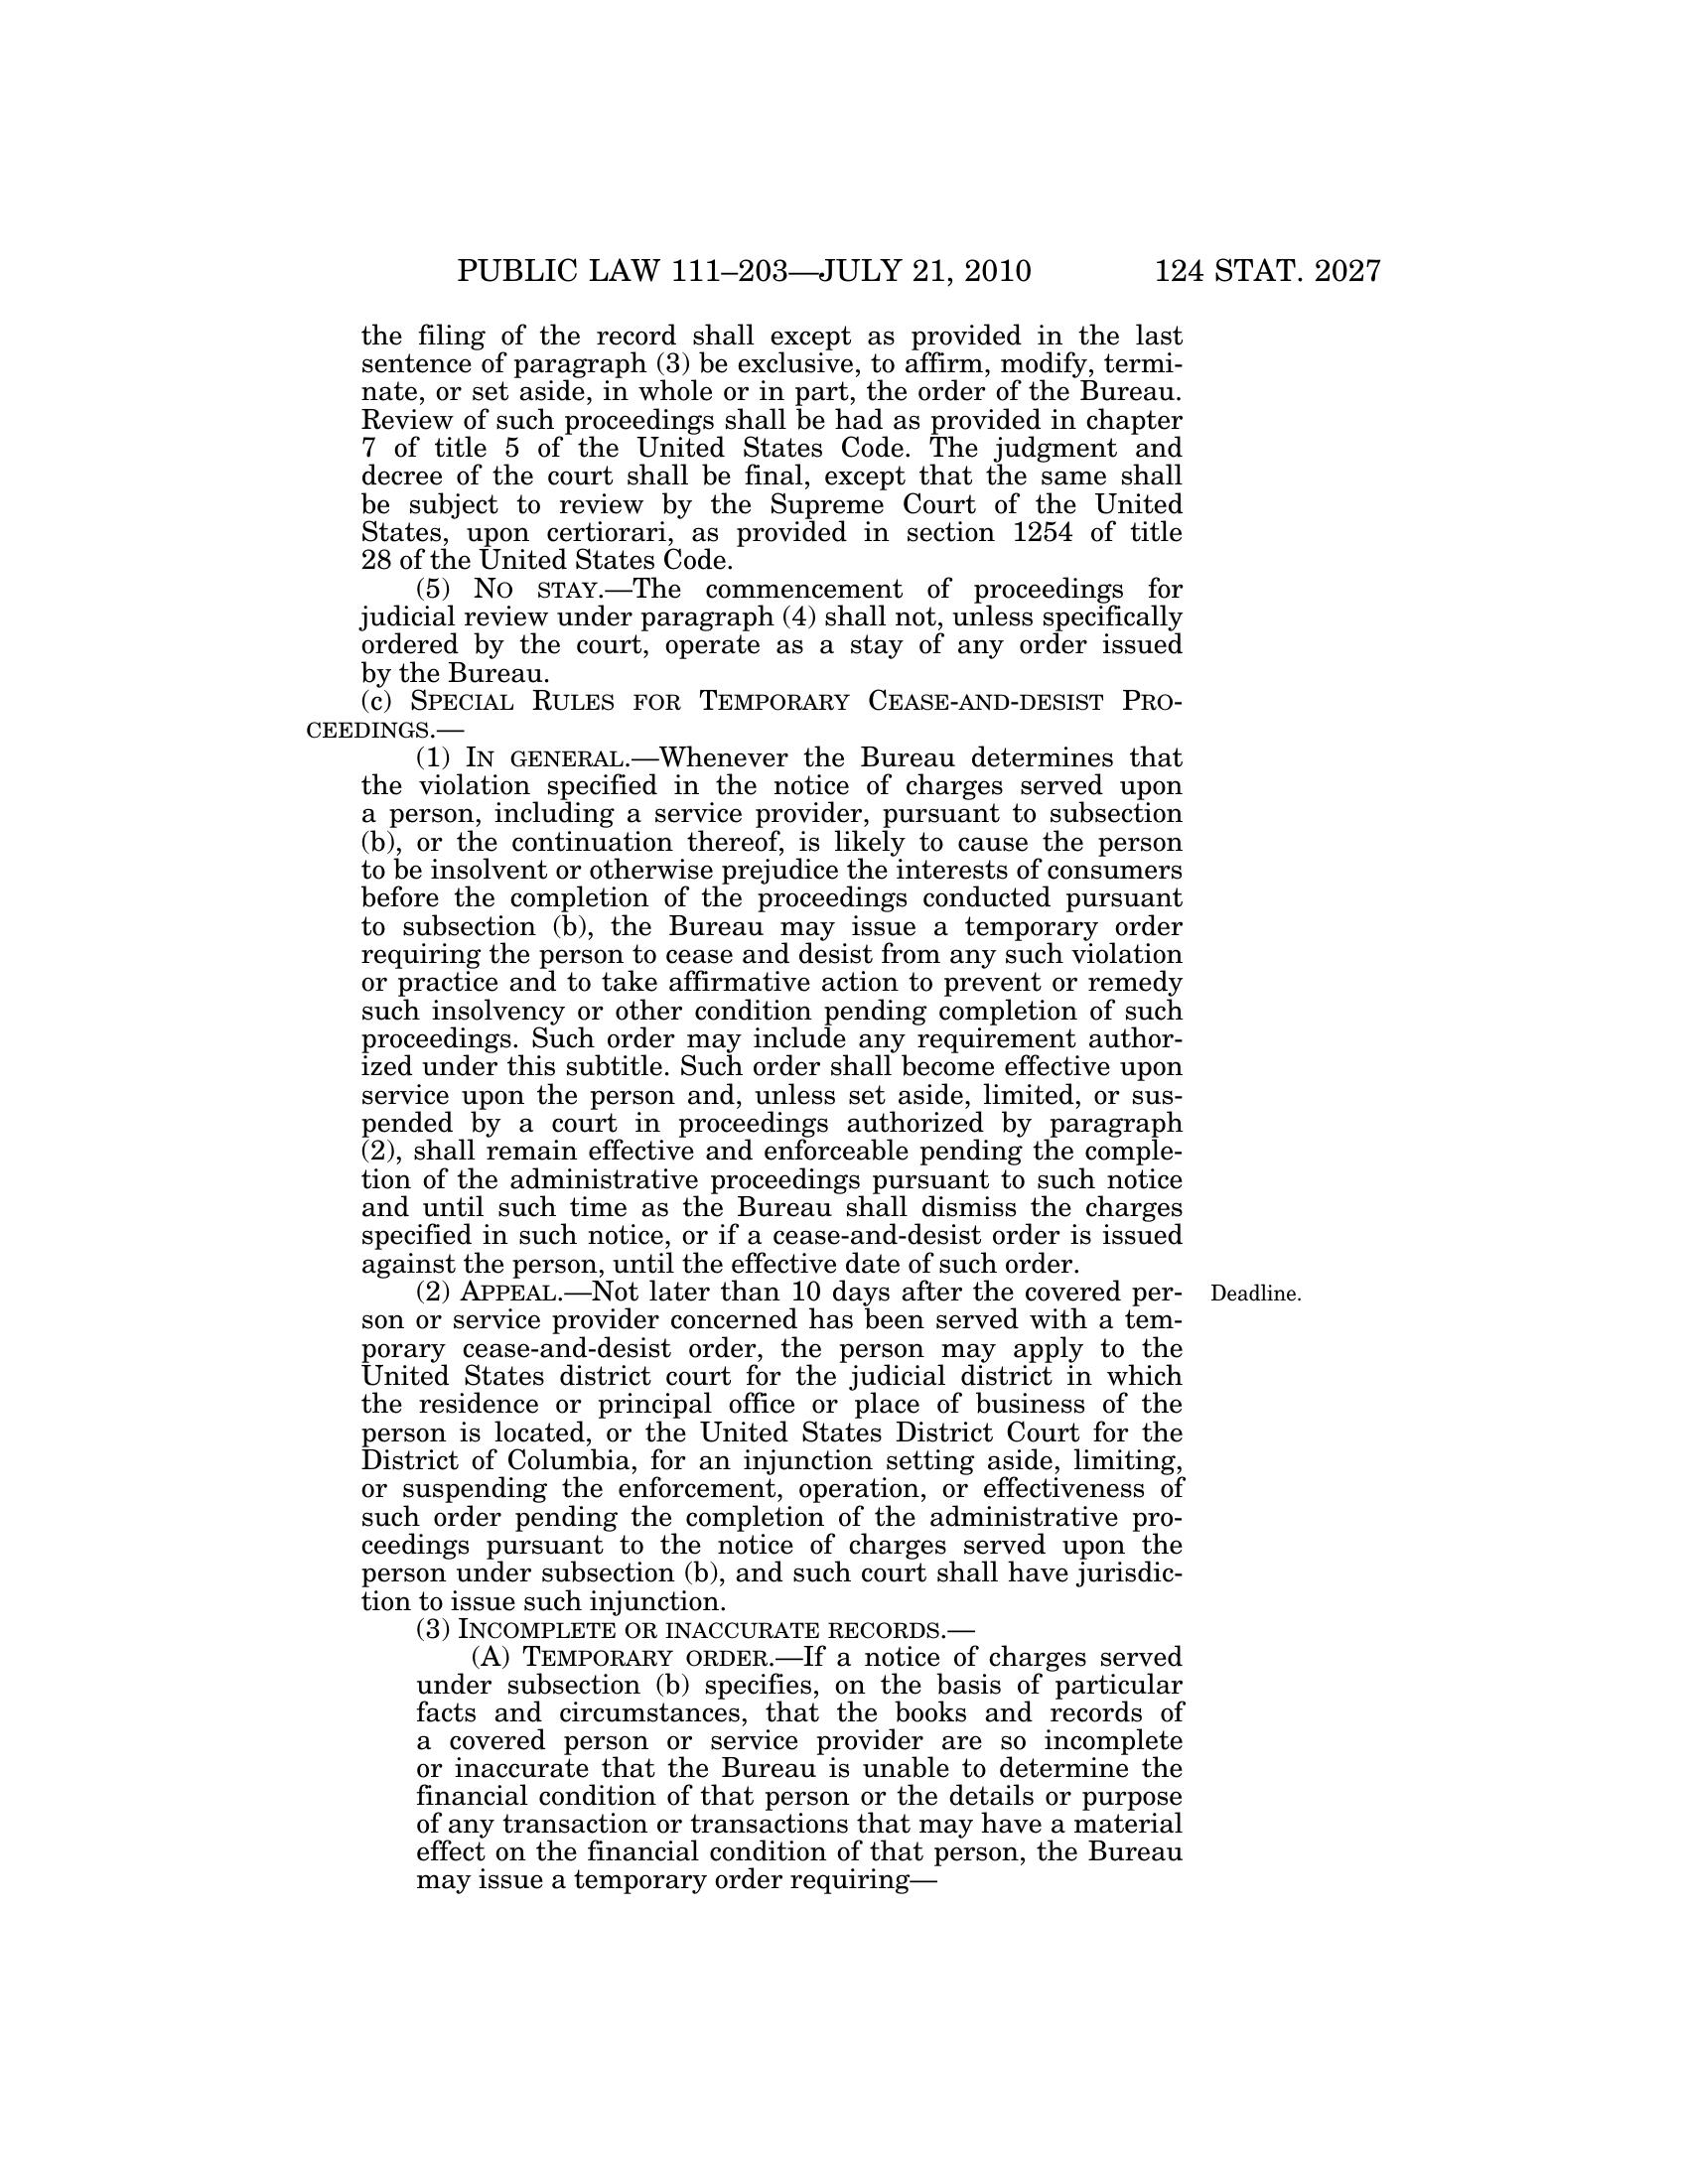 PUBLIC LAW 111–203—JULY 21, 2010 124 STAT. 2027
the filing of the record shall except as provided in the last
sentence of paragraph (3) be exclusive, to affirm, modify, termi-
nate, or set aside, in whole or in part, the order of the Bureau.
Review of such proceedings shall be had as provided in chapter
7 of title 5 of the United States Code. The judgment and
decree of the court shall be final, except that the same shall
be subject to review by the Supreme Court of the United
States, upon certiorari, as provided in section 1254 of title
28 of the United States Code.
(5) NO STAY.—The commencement of proceedings for
judicial review under paragraph (4) shall not, unless specifically
ordered by the court, operate as a stay of any order issued
by the Bureau.
(c) SPECIAL RULES FOR TEMPORARY CEASE-AND-DESIST PRO-
CEEDINGS.—
(1) IN GENERAL.—Whenever the Bureau determines that
the violation specified in the notice of charges served upon
a person, including a service provider, pursuant to subsection
(b), or the continuation thereof, is likely to cause the person
to be insolvent or otherwise prejudice the interests of consumers
before the completion of the proceedings conducted pursuant
to subsection (b), the Bureau may issue a temporary order
requiring the person to cease and desist from any such violation
or practice and to take affirmative action to prevent or remedy
such insolvency or other condition pending completion of such
proceedings. Such order may include any requirement author-
ized under this subtitle. Such order shall become effective upon
service upon the person and, unless set aside, limited, or sus-
pended by a court in proceedings authorized by paragraph
(2), shall remain effective and enforceable pending the comple-
tion of the administrative proceedings pursuant to such notice
and until such time as the Bureau shall dismiss the charges
specified in such notice, or if a cease-and-desist order is issued
against the person, until the effective date of such order.
(2) APPEAL.—Not later than 10 days after the covered per- Deadline.
son or service provider concerned has been served with a tem-
porary cease-and-desist order, the person may apply to the
United States district court for the judicial district in which
the residence or principal office or place of business of the
person is located, or the United States District Court for the
District of Columbia, for an injunction setting aside, limiting,
or suspending the enforcement, operation, or effectiveness of
such order pending the completion of the administrative pro-
ceedings pursuant to the notice of charges served upon the
person under subsection (b), and such court shall have jurisdic-
tion to issue such injunction.
(3) INCOMPLETE OR INACCURATE RECORDS.—
(A) TEMPORARY ORDER.—If a notice of charges served
under subsection (b) specifies, on the basis of particular
facts and circumstances, that the books and records of
a covered person or service provider are so incomplete
or inaccurate that the Bureau is unable to determine the
financial condition of that person or the details or purpose
of any transaction or transactions that may have a material
effect on the financial condition of that person, the Bureau
may issue a temporary order requiring—